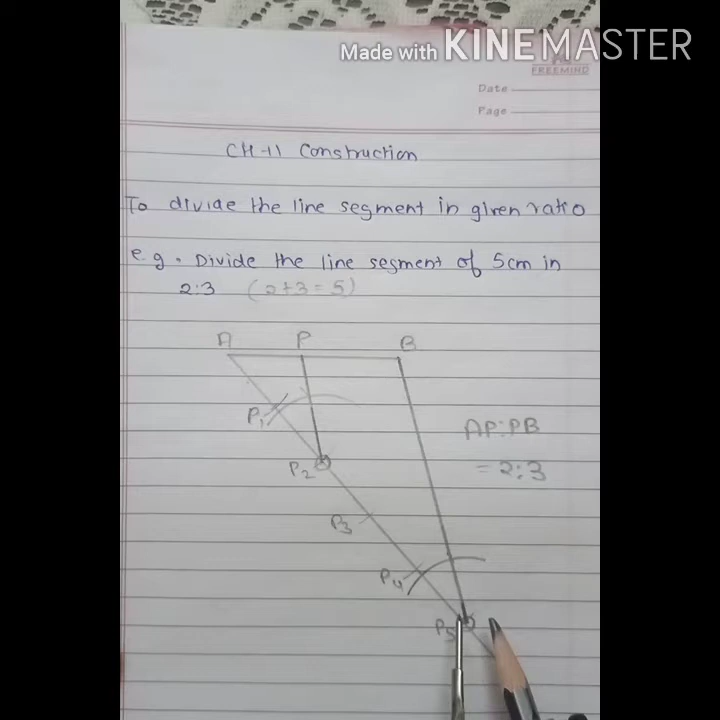 Made with KINEMASTER
FREEMIND
Date
Page
CH-11 Construction
To divide the line segment in given ratio
e.g. Divide the line segment of 5cm in
2:3 (2+3=5)
A P B
P1
AP:PB
P2 = 2:3
P3
P4
P5